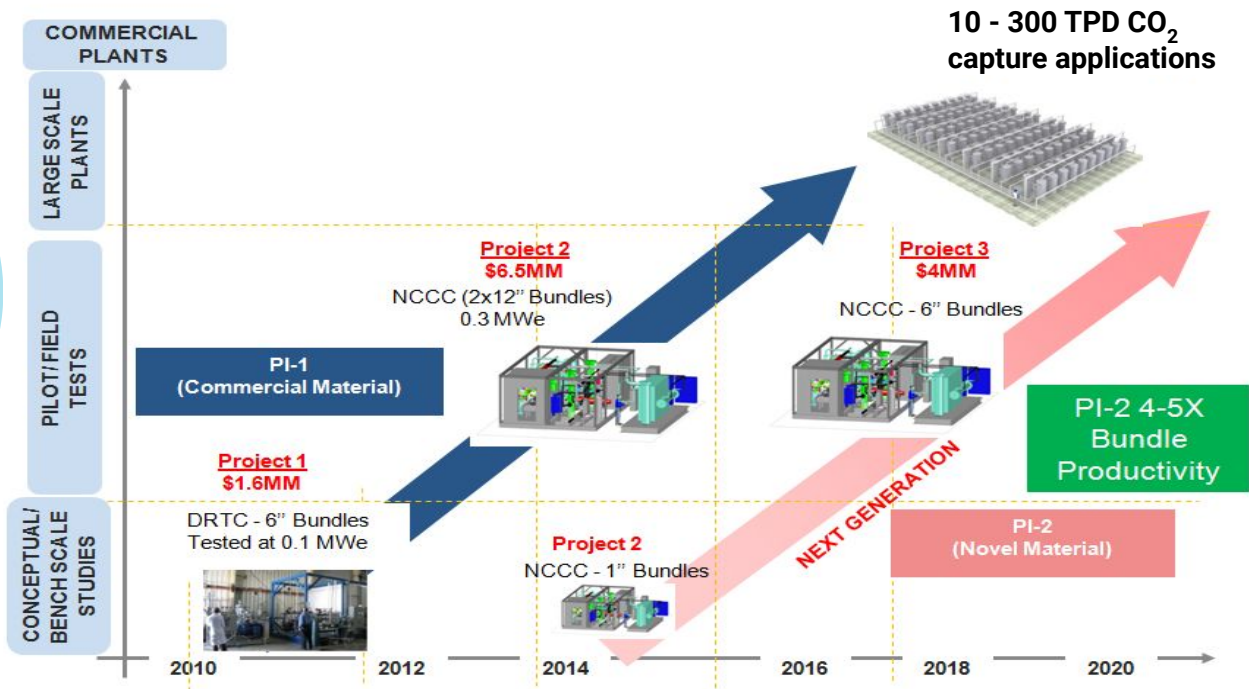 10 - 300 TPD CO₂
capture applications
COMMERCIAL
PLANTS
LARGE SCALE
PLANTS
PILOT/FIELD
TESTS
CONCEPTUAL/
BENCH SCALE
STUDIES
Project 2
$6.5MM
NCCC (2x12” Bundles)
0.3 MWe
Project 3
$4MM
NCCC - 6” Bundles
PI-1
(Commercial Material)
PI-2 4-5X
Bundle
Productivity
Project 1
$1.6MM
DRTC - 6” Bundles
Tested at 0.1 MWe
Project 2
NCCC - 1” Bundles
NEXT GENERATION
PI-2
(Novel Material)
2010 2012 2014 2016 2018 2020